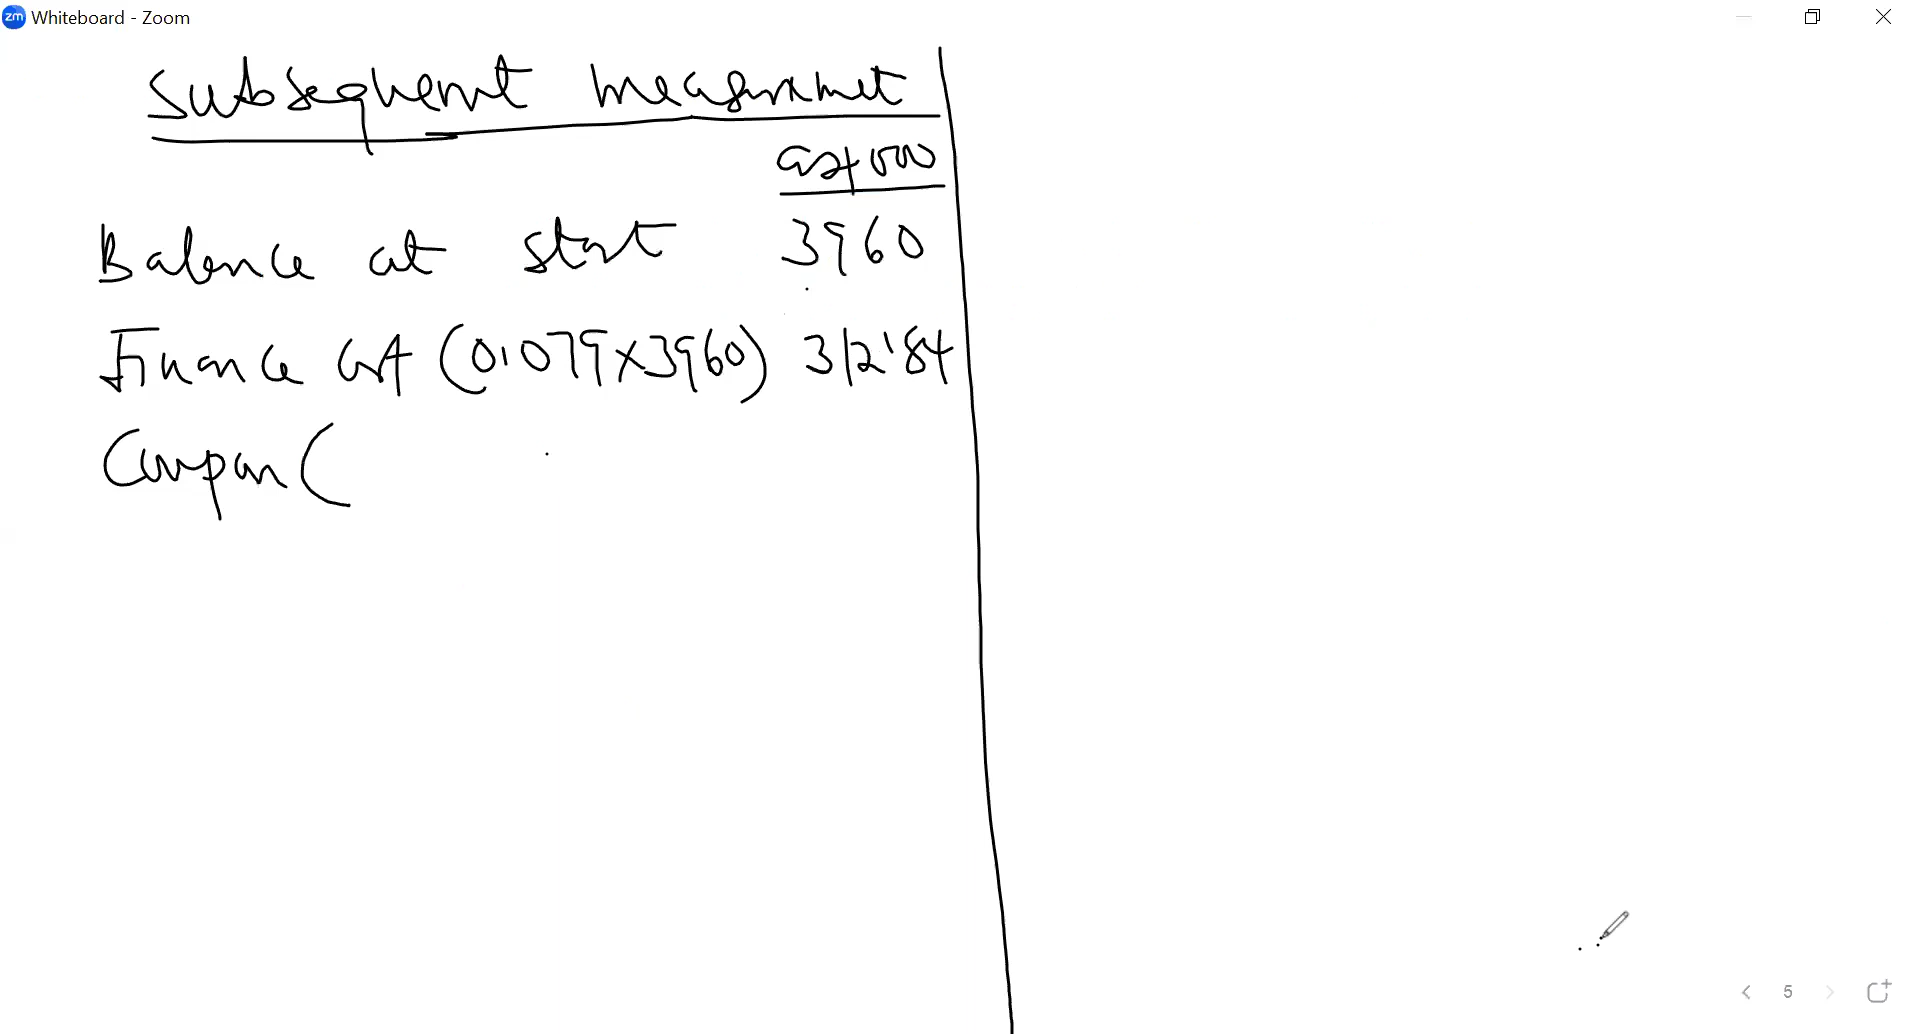 Whiteboard - Zoom
Subsequent measurement
000
Balance at start 3960
Finance cost (0.079x3960) 312.84
Coupon (
5